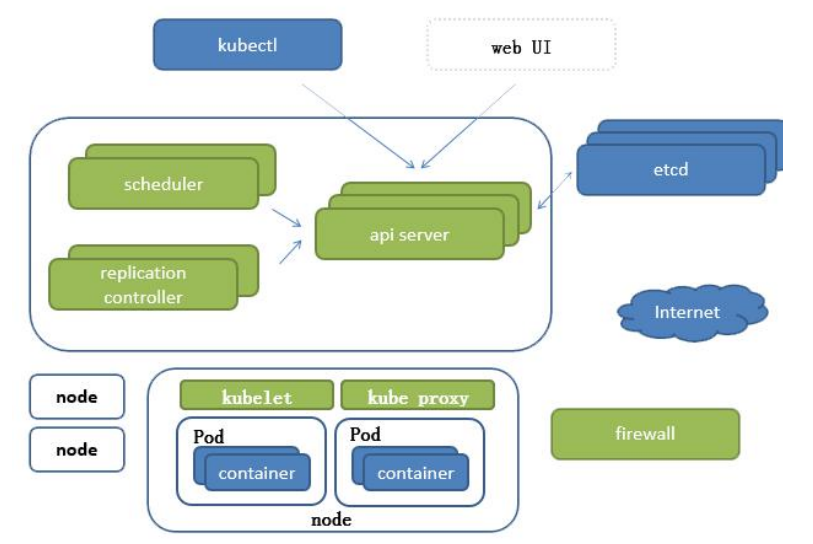 kubectl
web UI
scheduler
etcd
api server
replication
controller
Internet
node
kubelet
kube proxy
node
Pod
Pod
container
container
firewall
node